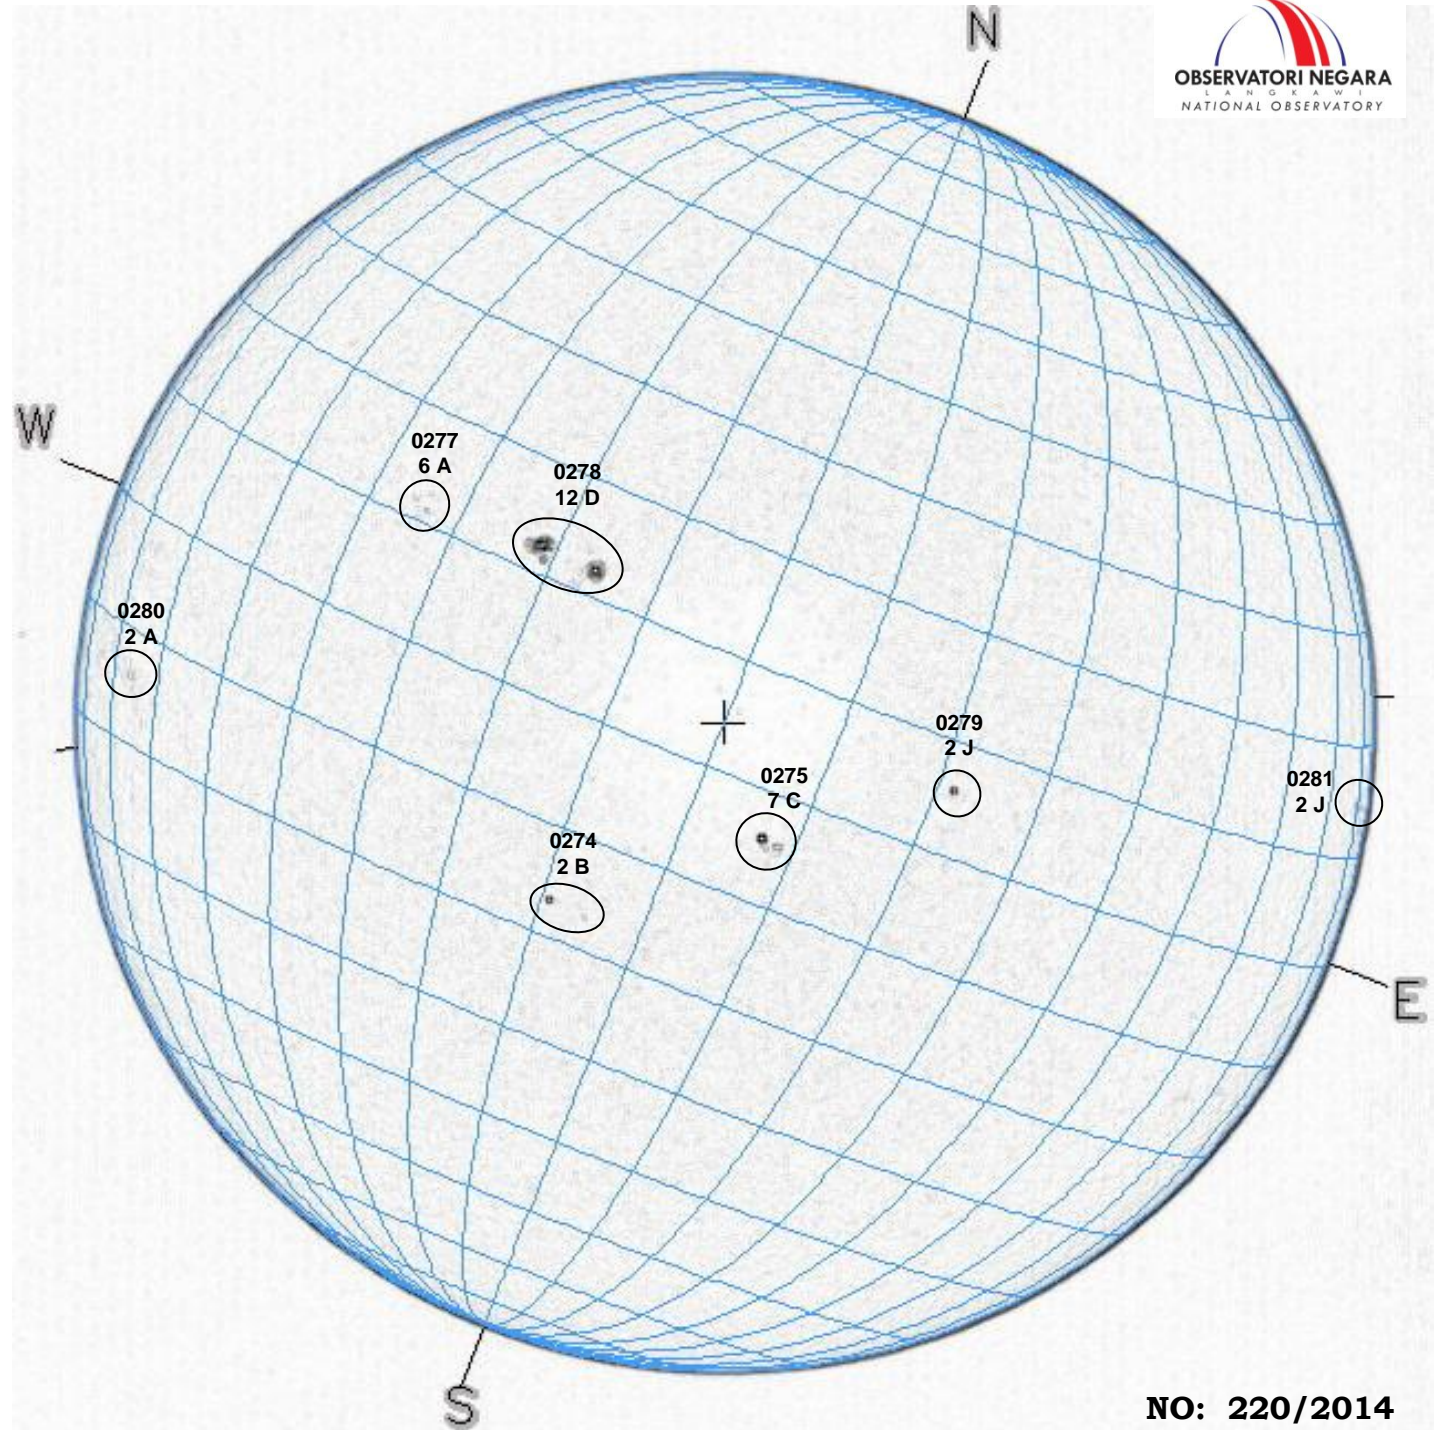 N
OBSERVATORI NEGARA
LANGKAWI
NATIONAL OBSERVATORY
W
0277
6 A
0278
12 D
0280
2 A
0279
2 J
0275
7 C
0281
2 J
0274
2 B
E
S
NO: 220/2014